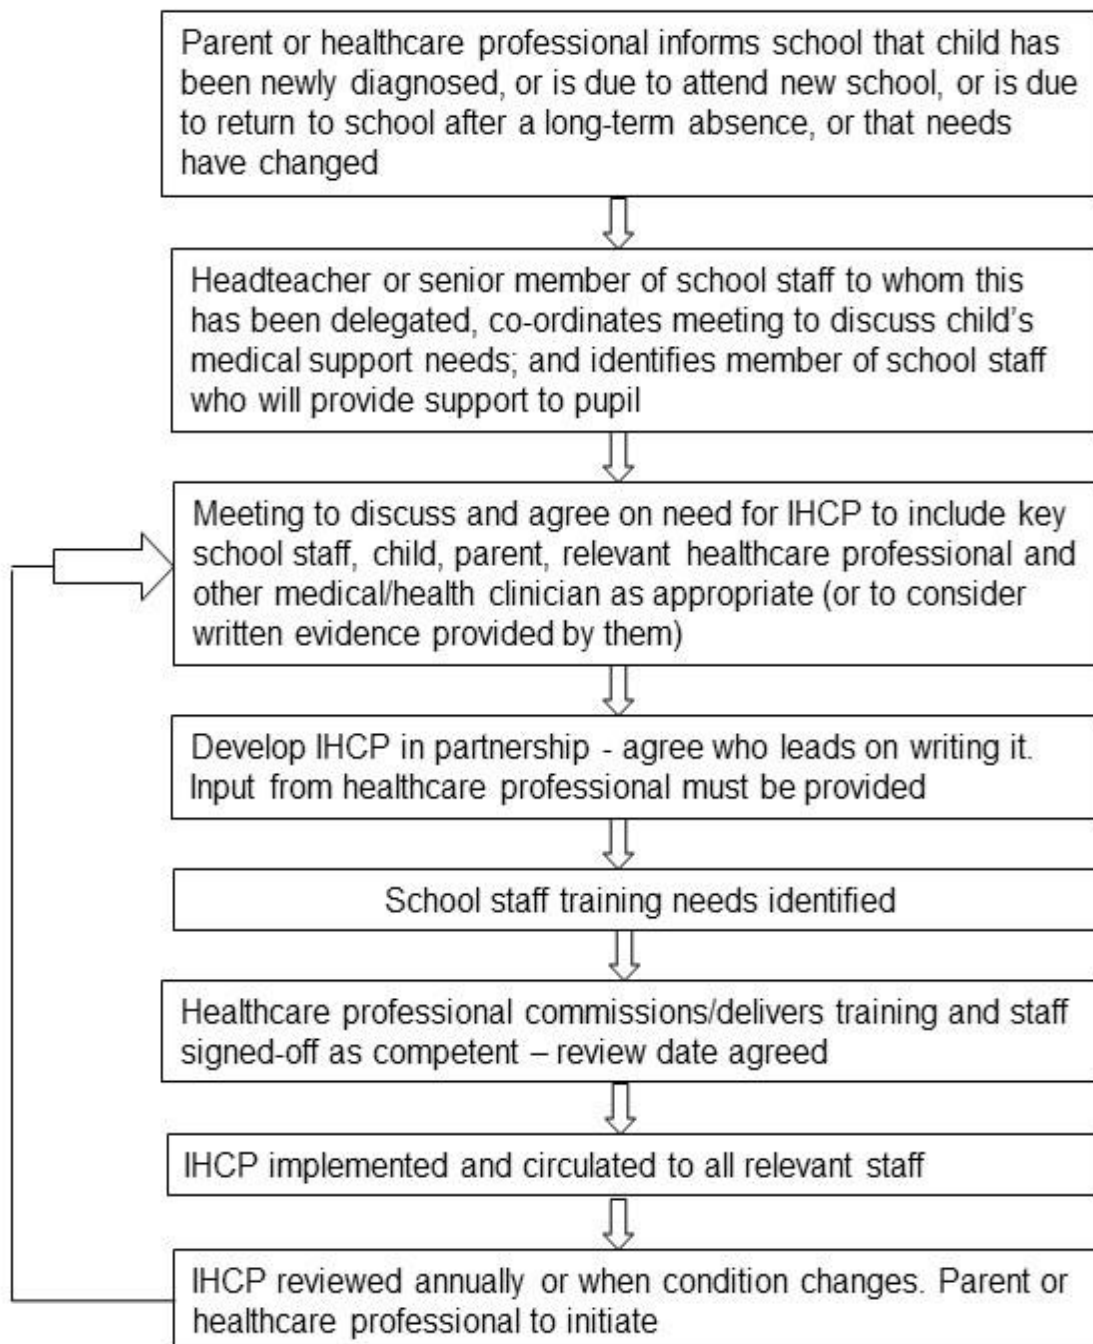 Parent or healthcare professional informs school that child has
been newly diagnosed, or is due to attend new school, or is due
to return to school after a long-term absence, or that needs
have changed
Headteacher or senior member of school staff to whom this
has been delegated, co-ordinates meeting to discuss child's
medical support needs; and identifies member of school staff
who will provide support to pupil
Meeting to discuss and agree on need for IHCP to include key
school staff, child, parent, relevant healthcare professional and
other medical/health clinician as appropriate (or to consider
written evidence provided by them)
Develop IHCP in partnership - agree who leads on writing it.
Input from healthcare professional must be provided
School staff training needs identified
Healthcare professional commissions/delivers training and staff
signed-off as competent – review date agreed
IHCP implemented and circulated to all relevant staff
IHCP reviewed annually or when condition changes. Parent or
healthcare professional to initiate